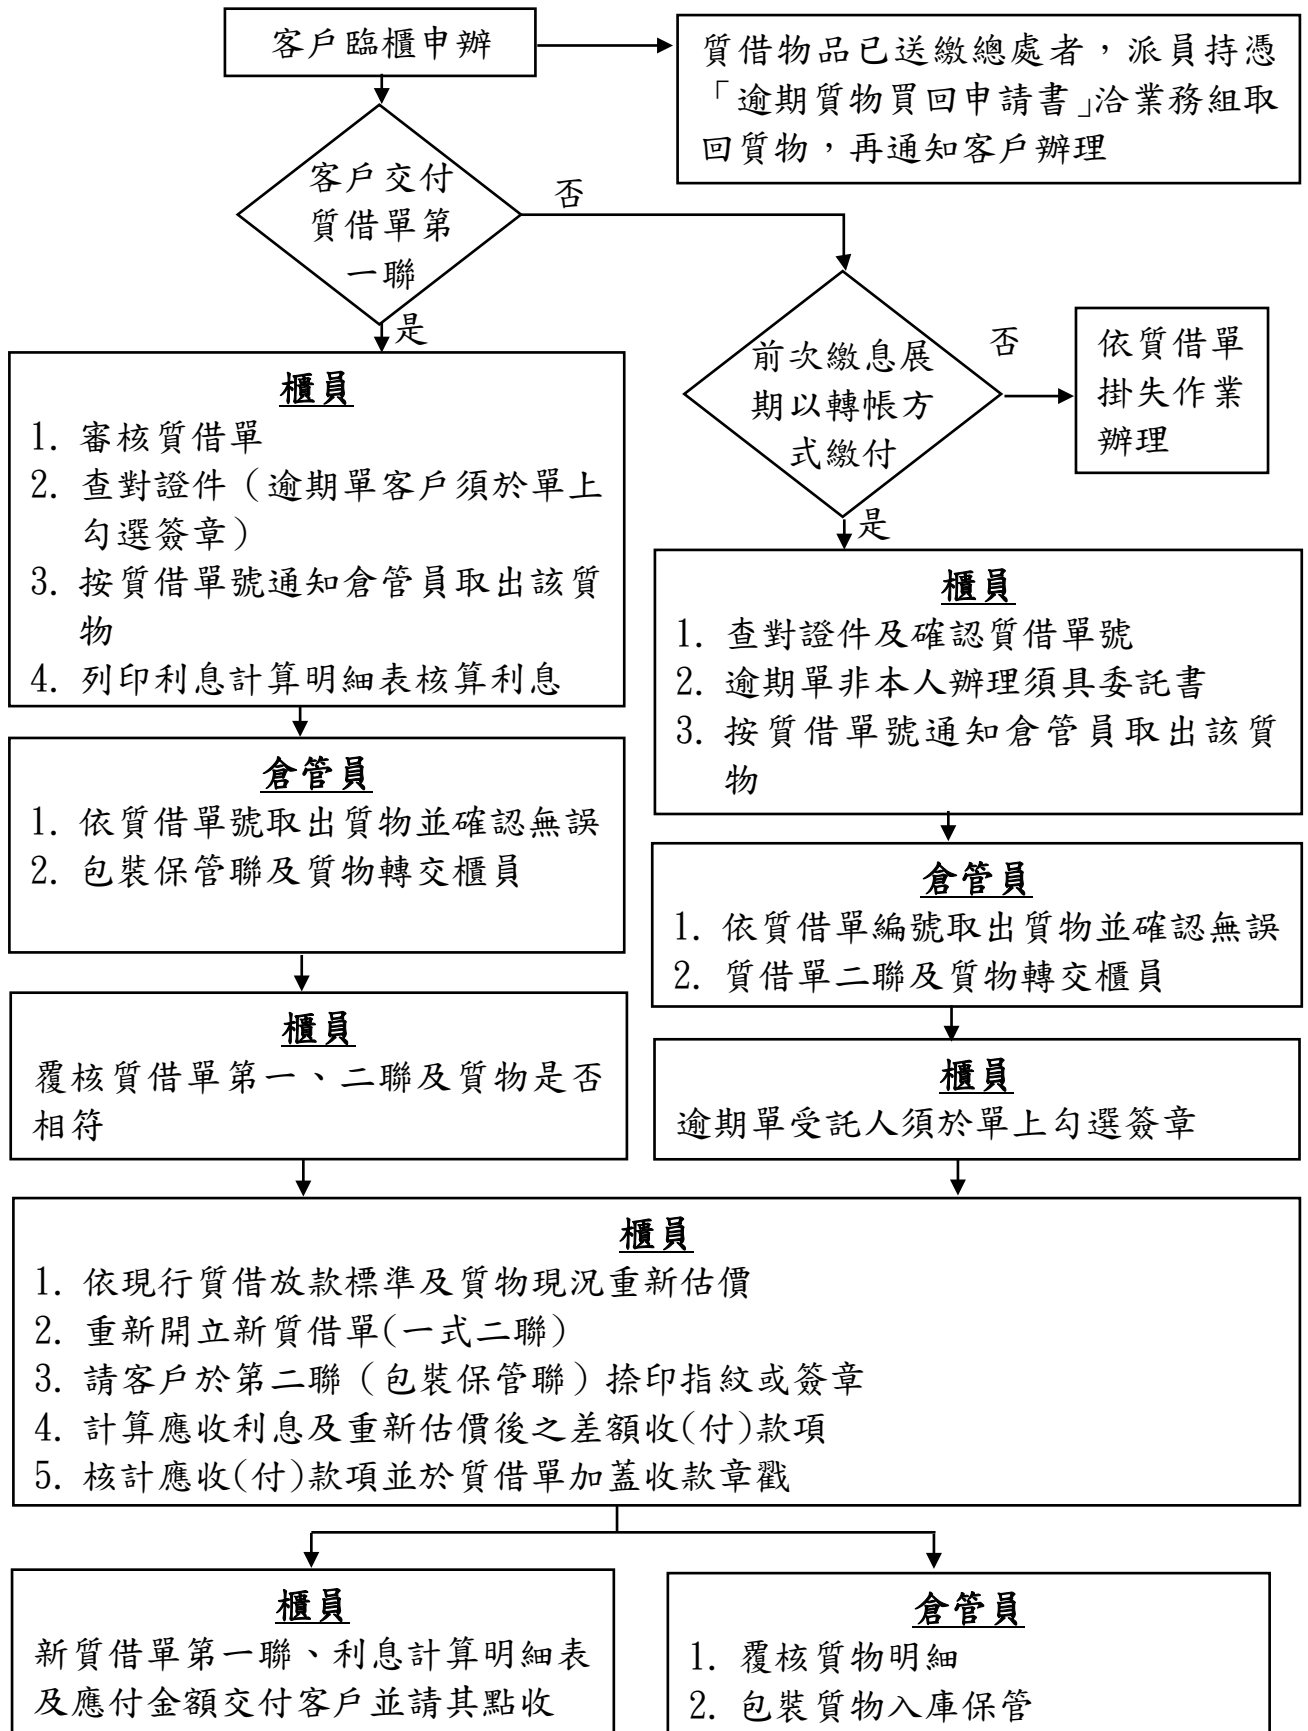 客戶臨櫃申辦
質借物品已送繳總處者，派員持憑
「逾期質物買回申請書」洽業務組取
回質物，再通知客戶辦理
客戶交付
質借單第
一聯
否
是
前次繳息展
期以轉帳方
式繳付
否
是
依質借單
掛失作業
辦理
櫃員
1. 審核質借單
2. 查對證件（逾期單客戶須於單上
勾選簽章）
3. 按質借單號通知倉管員取出該質
物
4. 列印利息計算明細表核算利息
櫃員
1. 查對證件及確認質借單號
2. 逾期單非本人辦理須具委託書
3. 按質借單號通知倉管員取出該質
物
倉管員
1. 依質借單號取出質物並確認無誤
2. 包裝保管聯及質物轉交櫃員
倉管員
1. 依質借單編號取出質物並確認無誤
2. 質借單二聯及質物轉交櫃員
櫃員
覆核質借單第一、二聯及質物是否
相符
櫃員
逾期單受託人須於單上勾選簽章
櫃員
1. 依現行質借放款標準及質物現況重新估價
2. 重新開立新質借單(一式二聯)
3. 請客戶於第二聯（包裝保管聯）捺印指紋或簽章
4. 計算應收利息及重新估價後之差額收(付)款項
5. 核計應收(付)款項並於質借單加蓋收款章戳
櫃員
新質借單第一聯、利息計算明細表
及應付金額交付客戶並請其點收
倉管員
1. 覆核質物明細
2. 包裝質物入庫保管